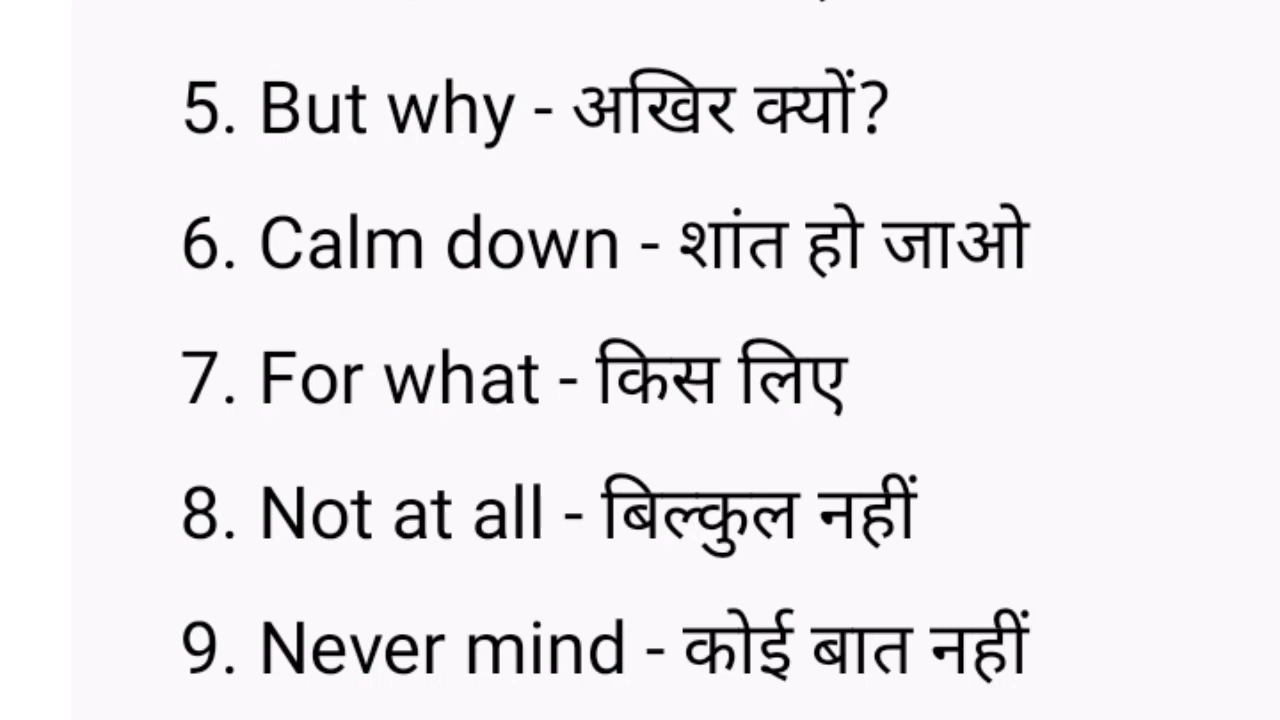 5. But why - अखिर क्यों?
6. Calm down - शांत हो जाओ
7. For what - किस लिए
8. Not at all - बिल्कुल नहीं
9. Never mind - कोई बात नहीं